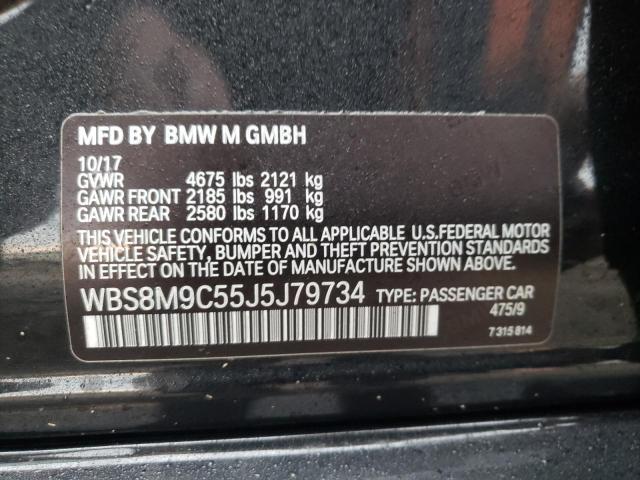 MFD BY BMW M GMBH
10/17
GVWR 4675 lbs 2121 kg
GAWR FRONT 2185 lbs 991 kg
GAWR REAR 2580 lbs 1170 kg
THIS VEHICLE CONFORMS TO ALL APPLICABLE U.S.FEDERAL MOTOR
VEHICLE SAFETY, BUMPER AND THEFT PREVENTION STANDARDS
IN EFFECT ON THE DATE OF MANUFACTURE SHOWN ABOVE.
WBS8M9C55J5J79734 TYPE: PASSENGER CAR
475/9
7 315 814